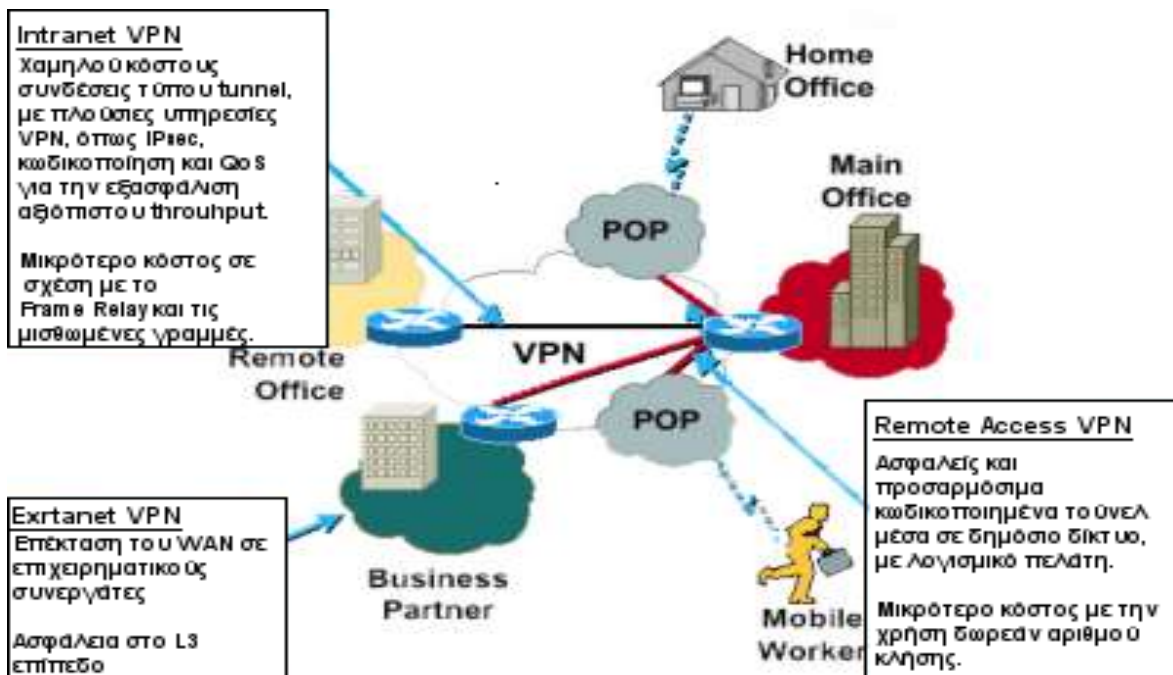 Intranet VPN
Χαμηλού κόστους
συνδέσεις τύπου tunnel,
με πλούσιες υπηρεσίες
VPN, όπως IPsec,
κωδικοποίηση και QoS
για την εξασφάλιση
αξιόπιστου throuhput.
Μικρότερο κόστος σε
σχέση με το
Frame Relay και τις
μισθωμένες γραμμές.
Home
Office
Main
Office
POP
VPN
Remote
Office
POP
Business
Partner
Mobile
Worker
Exrtanet VPN
Επέκταση του WAN σε
επιχειρηματικούς
συνεργάτες
Ασφάλεια στο L3
επίπεδο
Remote Access VPN
Ασφαλείς και
προσαρμόσιμα
κωδικοποιημένα τούνελ
μέσα σε δημόσιο δίκτυο,
με λογισμικό πελάτη.
Μικρότερο κόστος με την
χρήση δωρεάν αριθμού
κλήσης.